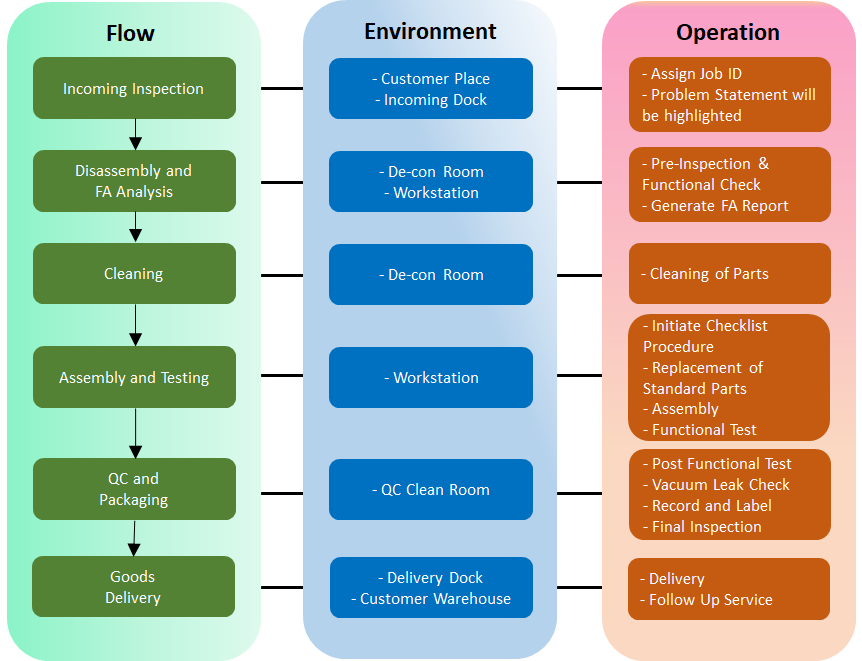 Flow
Incoming Inspection
Disassembly and
FA Analysis
Cleaning
Assembly and Testing
QC and
Packaging
Goods
Delivery
Environment
- Customer Place
- Incoming Dock
- De-con Room
- Workstation
- De-con Room
- Workstation
- QC Clean Room
- Delivery Dock
- Customer Warehouse
Operation
- Assign Job ID
- Problem Statement will
be highlighted
- Pre-Inspection &
Functional Check
- Generate FA Report
- Cleaning of Parts
- Initiate Checklist
Procedure
- Replacement of
Standard Parts
- Assembly
- Functional Test
- Post Functional Test
- Vacuum Leak Check
- Record and Label
- Final Inspection
- Delivery
- Follow Up Service